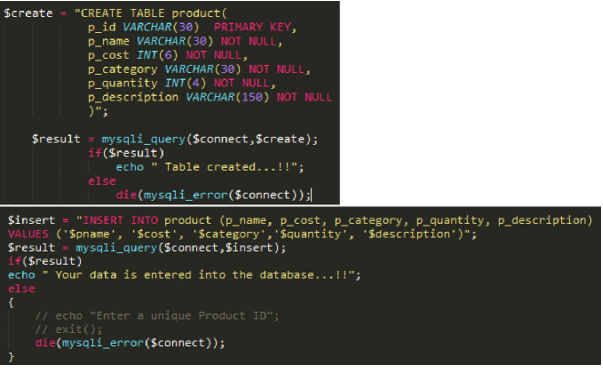 $create = "CREATE TABLE product(
p_id VARCHAR(30)  PRIMARY KEY,
p_name VARCHAR(30) NOT NULL,
p_cost INT(6) NOT NULL,
p_category VARCHAR(30) NOT NULL,
p_quantity INT(4) NOT NULL,
p_description VARCHAR(150) NOT NULL
)";
$result = mysqli_query($connect,$create);
if($result)
echo " Table created...!!";
else
die(mysqli_error($connect));
$insert = "INSERT INTO product (p_name, p_cost, p_category, p_quantity, p_description)
VALUES ('$pname', '$cost', '$category','$quantity', '$description')";
$result = mysqli_query($connect,$insert);
if($result)
echo " Your data is entered into the database...!!";
else
{
// echo "Enter a unique Product ID";
// exit();
die(mysqli_error($connect));
}